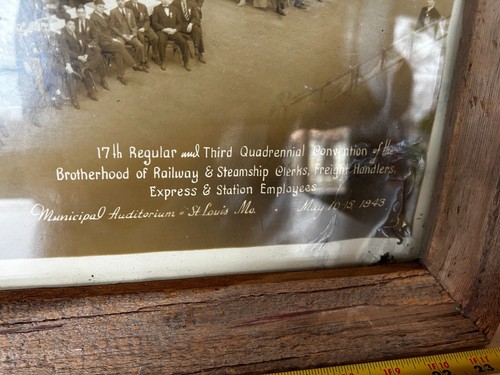 17th Regular and Third Quadrennial Convention of the
Brotherhood of Railway & Steamship Clerks, Freight Handlers,
Express & Station Employees
Municipal Auditorium - St. Louis Mo. - May 10-18 1943